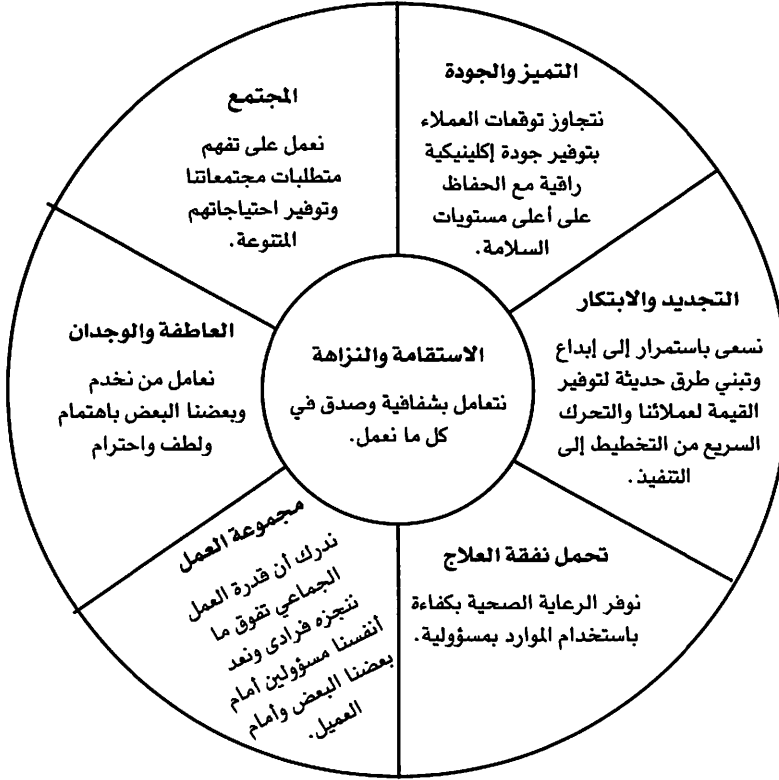 التميز والجودة
نتجاوز توقعات العملاء
بتوفير جودة إكلينيكية
راقية مع الحفاظ
على أعلى مستويات
السلامة.
التجديد والابتكار
نسعى باستمرار إلى إبداع
وتبني طرق حديثة لتوفير
القيمة لعملائنا والتحرك
السريع من التخطيط إلى
التنفيذ.
تحمل نفقة العلاج
نوفر الرعاية الصحية بكفاءة
باستخدام الموارد بمسؤولية.
مجموعة العمل
ندرك أن قدرة العمل
الجماعي تفوق ما
ننجزه فرادى ونعد
أنفسنا مسؤولين أمام
بعضنا البعض وأمام
العميل.
العاطفة والوجدان
نعامل من نخدم
وبعضنا البعض باهتمام
ولطف واحترام
المجتمع
نعمل على تفهم
متطلبات مجتمعاتنا
وتوفير احتياجاتهم
المتنوعة.
الاستقامة والنزاهة
نتعامل بشفافية وصدق في
كل ما نعمل.